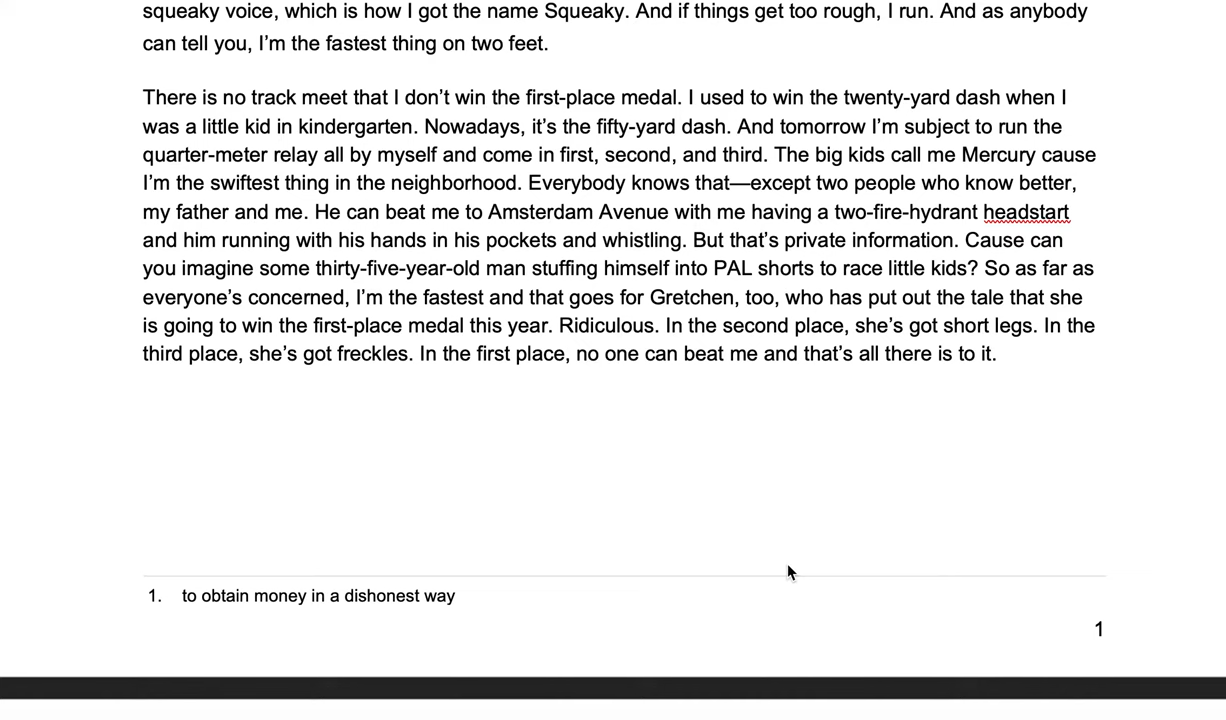 squeaky voice, which is how I got the name Squeaky. And if things get too rough, I run. And as anybody
can tell you, I’m the fastest thing on two feet.
There is no track meet that I don’t win the first-place medal. I used to win the twenty-yard dash when I
was a little kid in kindergarten. Nowadays, it’s the fifty-yard dash. And tomorrow I’m subject to run the
quarter-meter relay all by myself and come in first, second, and third. The big kids call me Mercury cause
I’m the swiftest thing in the neighborhood. Everybody knows that—except two people who know better,
my father and me. He can beat me to Amsterdam Avenue with me having a two-fire-hydrant headstart
and him running with his hands in his pockets and whistling. But that’s private information. Cause can
you imagine some thirty-five-year-old man stuffing himself into PAL shorts to race little kids? So as far as
everyone’s concerned, I’m the fastest and that goes for Gretchen, too, who has put out the tale that she
is going to win the first-place medal this year. Ridiculous. In the second place, she’s got short legs. In the
third place, she’s got freckles. In the first place, no one can beat me and that’s all there is to it.
1. to obtain money in a dishonest way
1